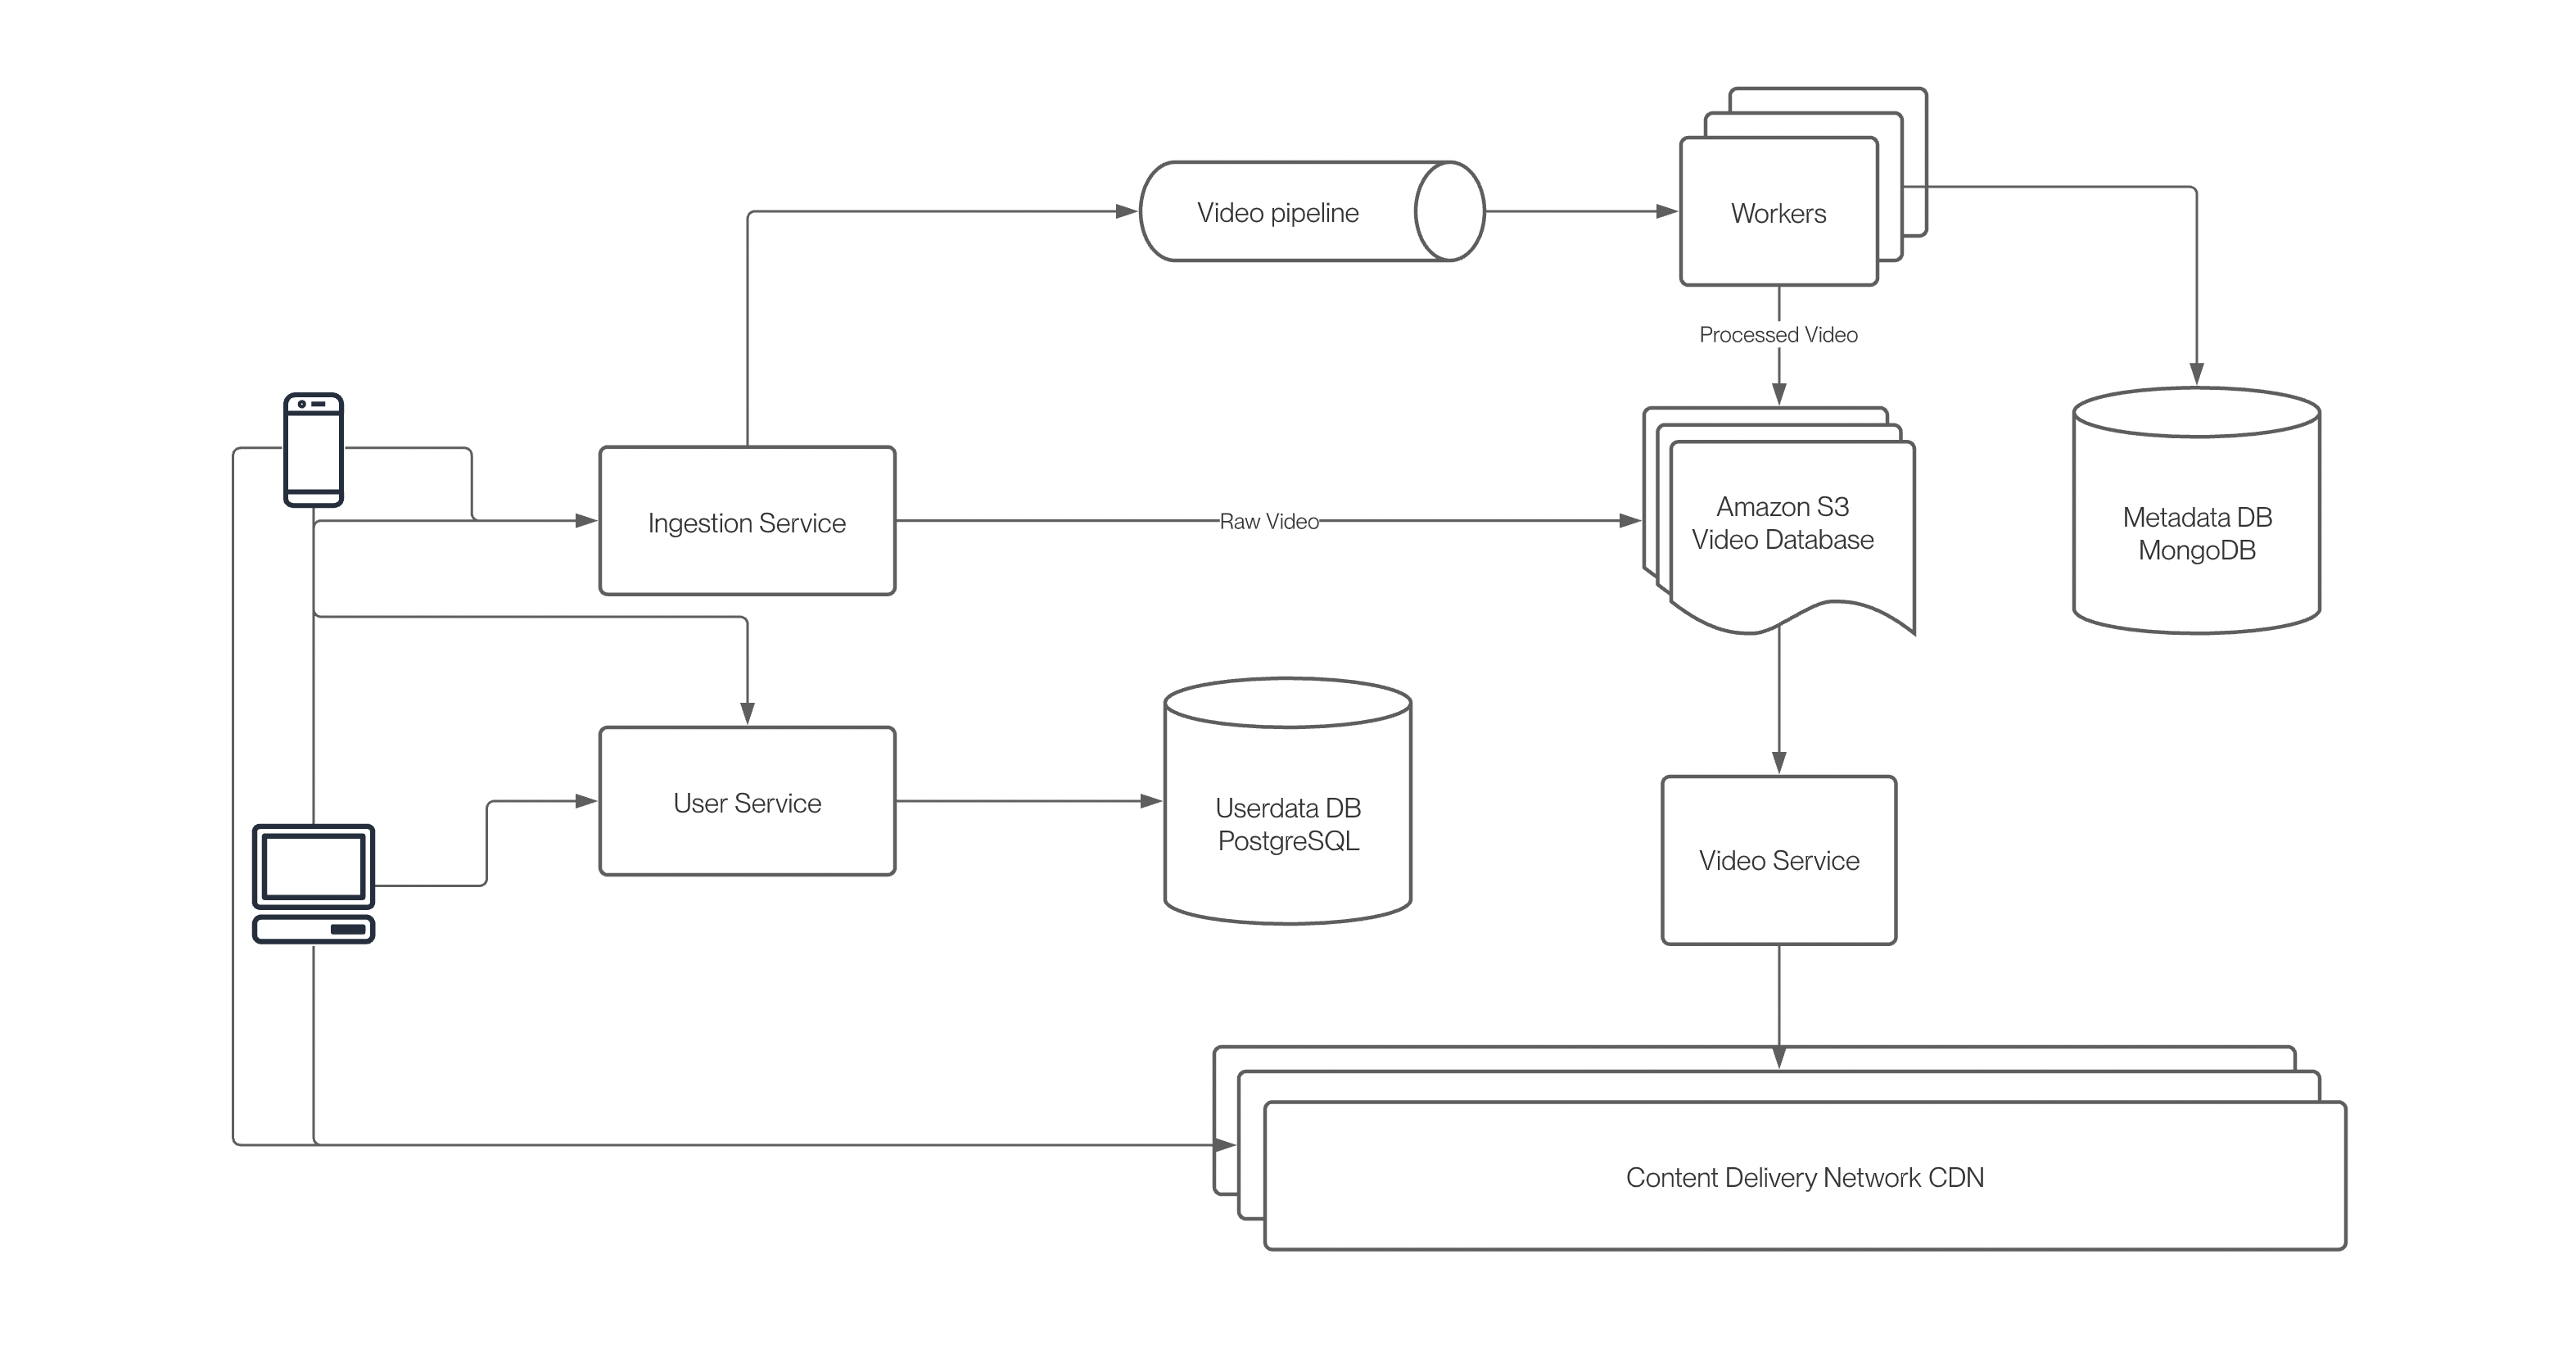 Video pipeline
Workers
Processed Video
Ingestion Service
Raw Video
Amazon S3
Video Database
Metadata DB
MongoDB
User Service
Userdata DB
PostgreSQL
Video Service
Content Delivery Network CDN